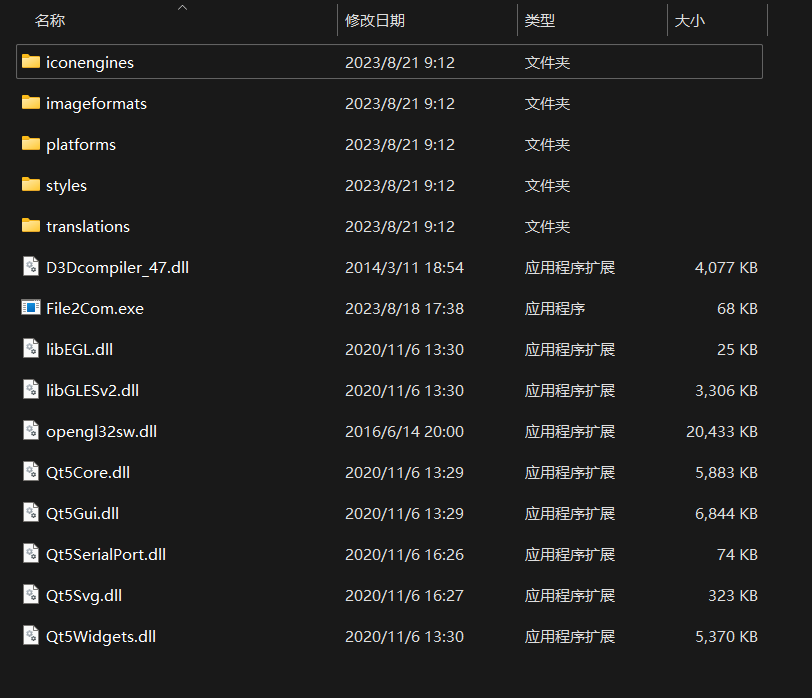 名称 修改日期 类型 大小
iconengines 2023/8/21 9:12 文件夹
imageformats 2023/8/21 9:12 文件夹
platforms 2023/8/21 9:12 文件夹
styles 2023/8/21 9:12 文件夹
translations 2023/8/21 9:12 文件夹
D3Dcompiler_47.dll 2014/3/11 18:54 应用程序扩展 4,077 KB
File2Com.exe 2023/8/18 17:38 应用程序 68 KB
libEGL.dll 2020/11/6 13:30 应用程序扩展 25 KB
libGLESv2.dll 2020/11/6 13:30 应用程序扩展 3,306 KB
opengl32sw.dll 2016/6/14 20:00 应用程序扩展 20,433 KB
Qt5Core.dll 2020/11/6 13:29 应用程序扩展 5,883 KB
Qt5Gui.dll 2020/11/6 13:29 应用程序扩展 6,844 KB
Qt5SerialPort.dll 2020/11/6 16:26 应用程序扩展 74 KB
Qt5Svg.dll 2020/11/6 16:27 应用程序扩展 323 KB
Qt5Widgets.dll 2020/11/6 13:30 应用程序扩展 5,370 KB